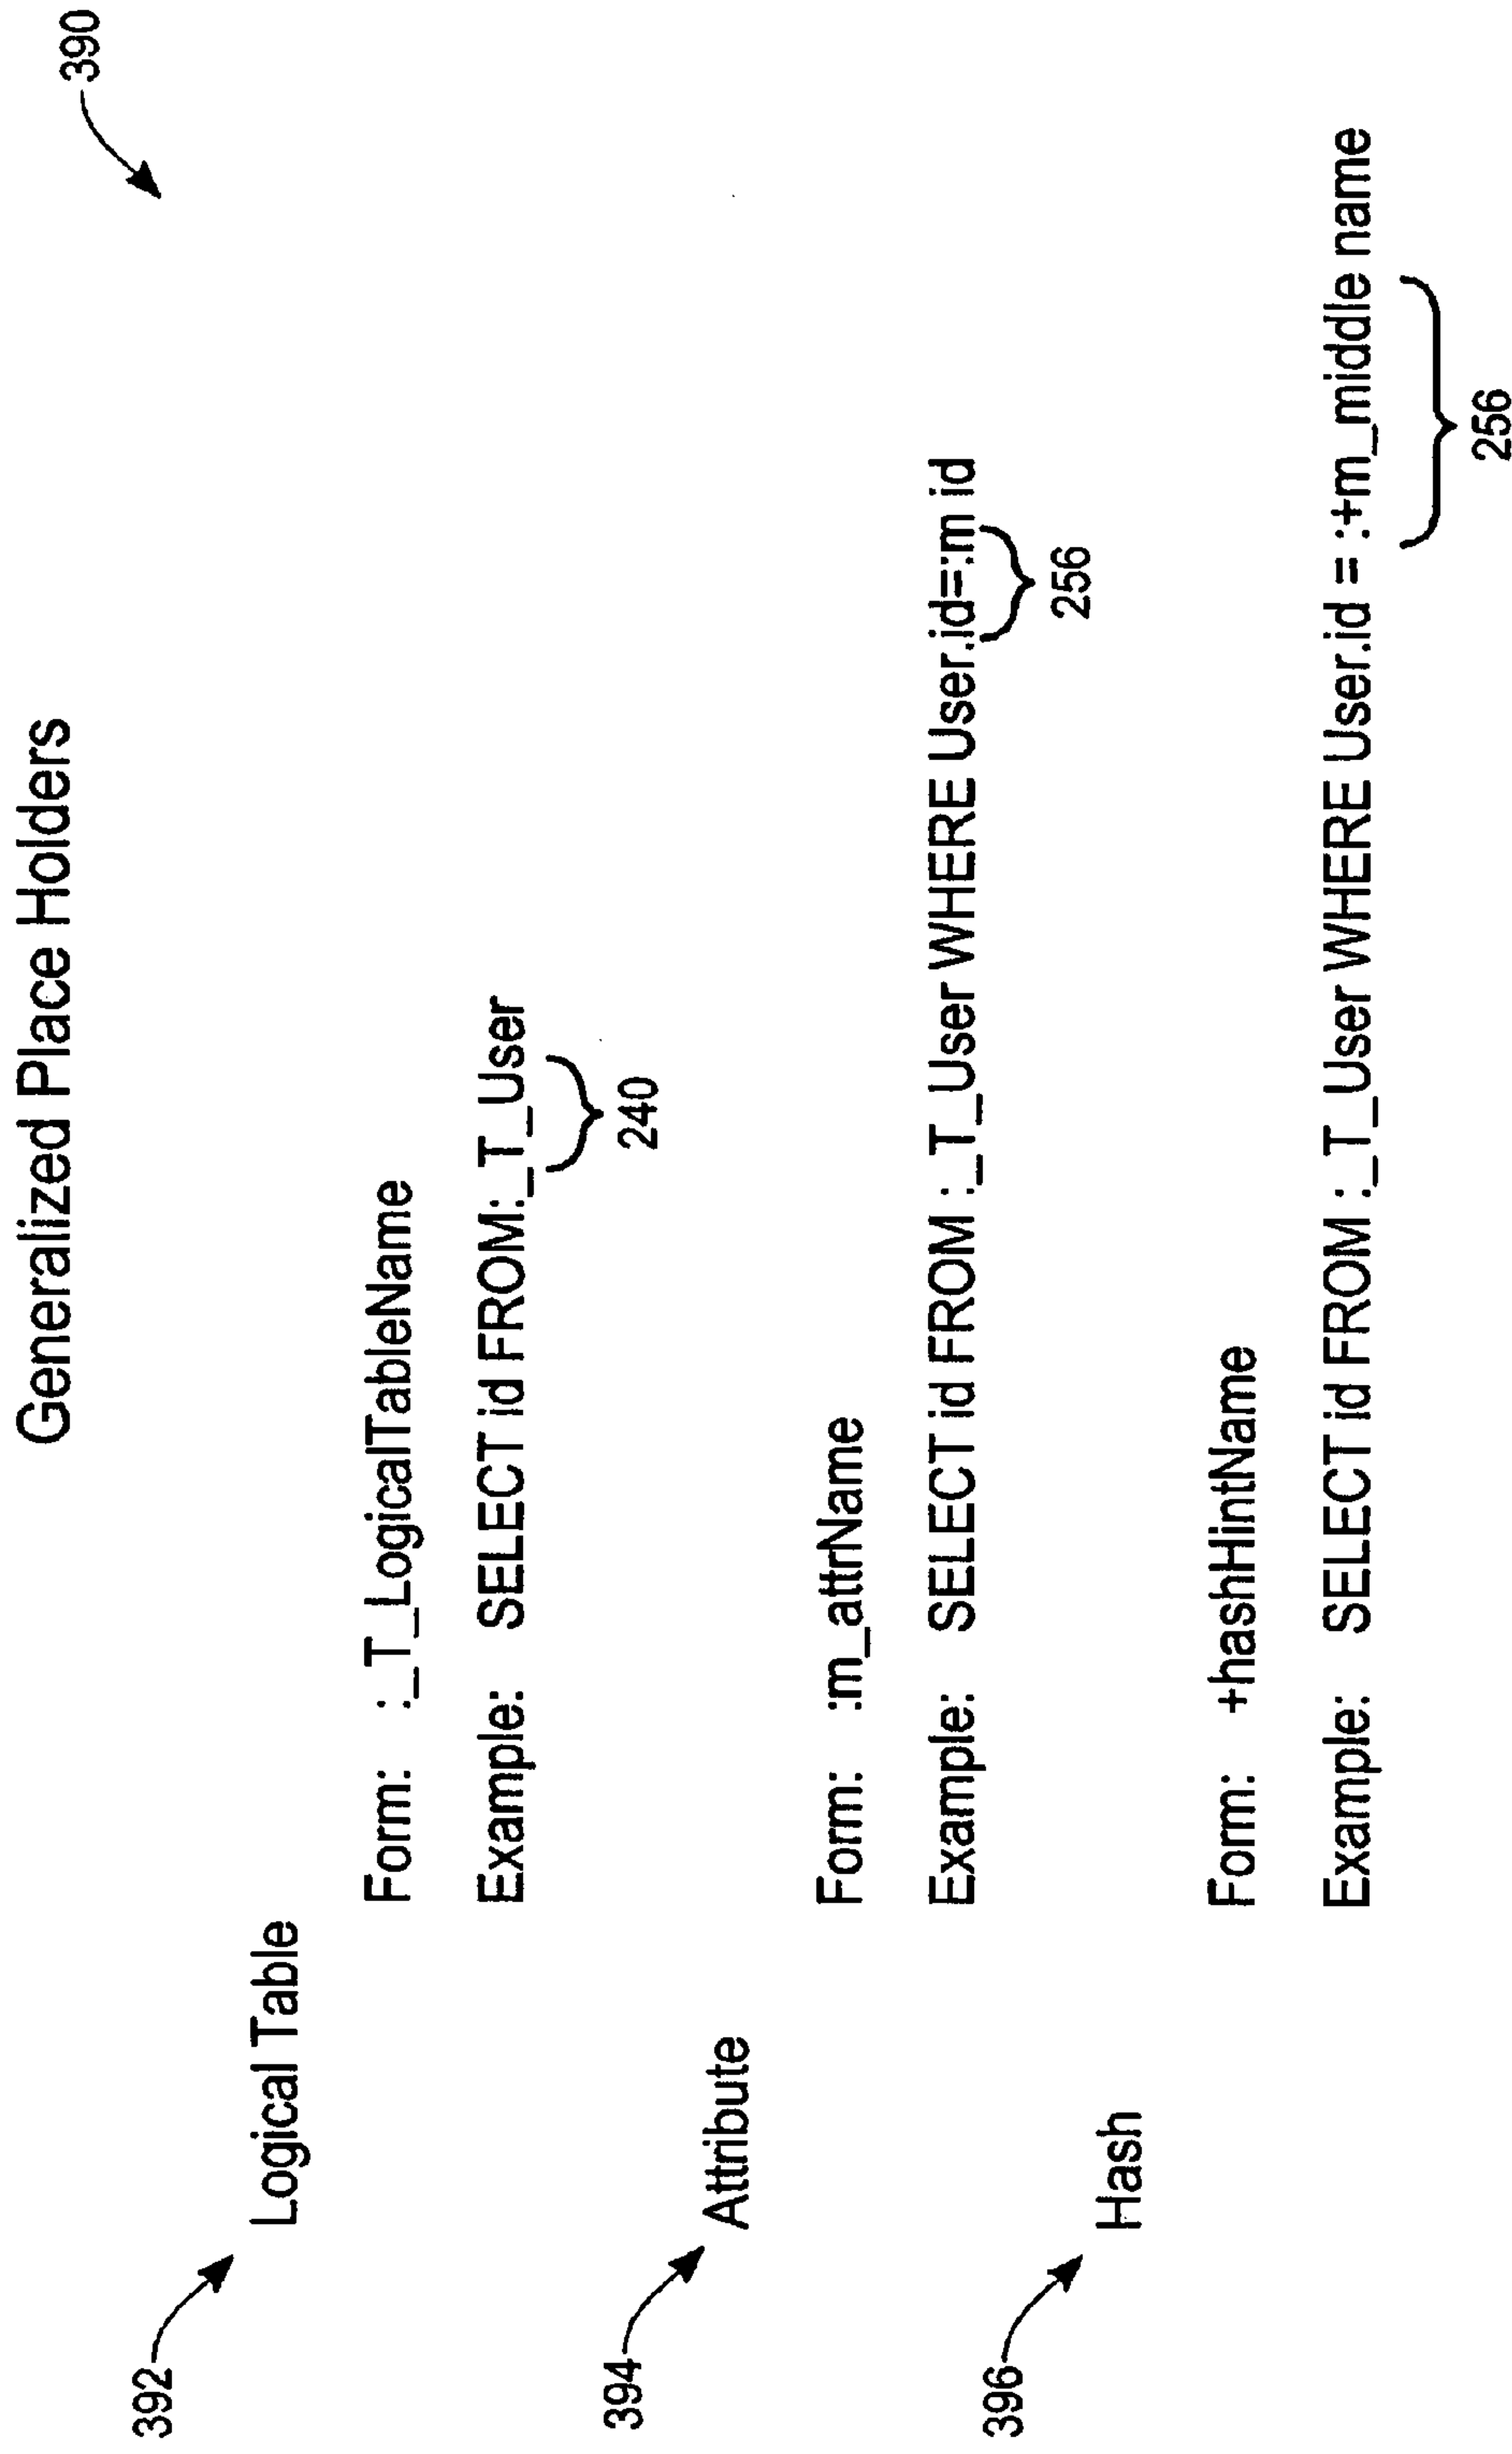 Generalized Place Holders
390
392
Logical Table
Form: :_T_LogicalTableName
Example: SELECT id FROM:_T_User
240
394
Attribute
Form: :m_attrName
Example: SELECT id FROM :_T_User WHERE User.id=:m id
256
396
Hash
Form: +hashHintName
Example: SELECT id FROM :_T_User WHERE User.id = :+m_middle name
256